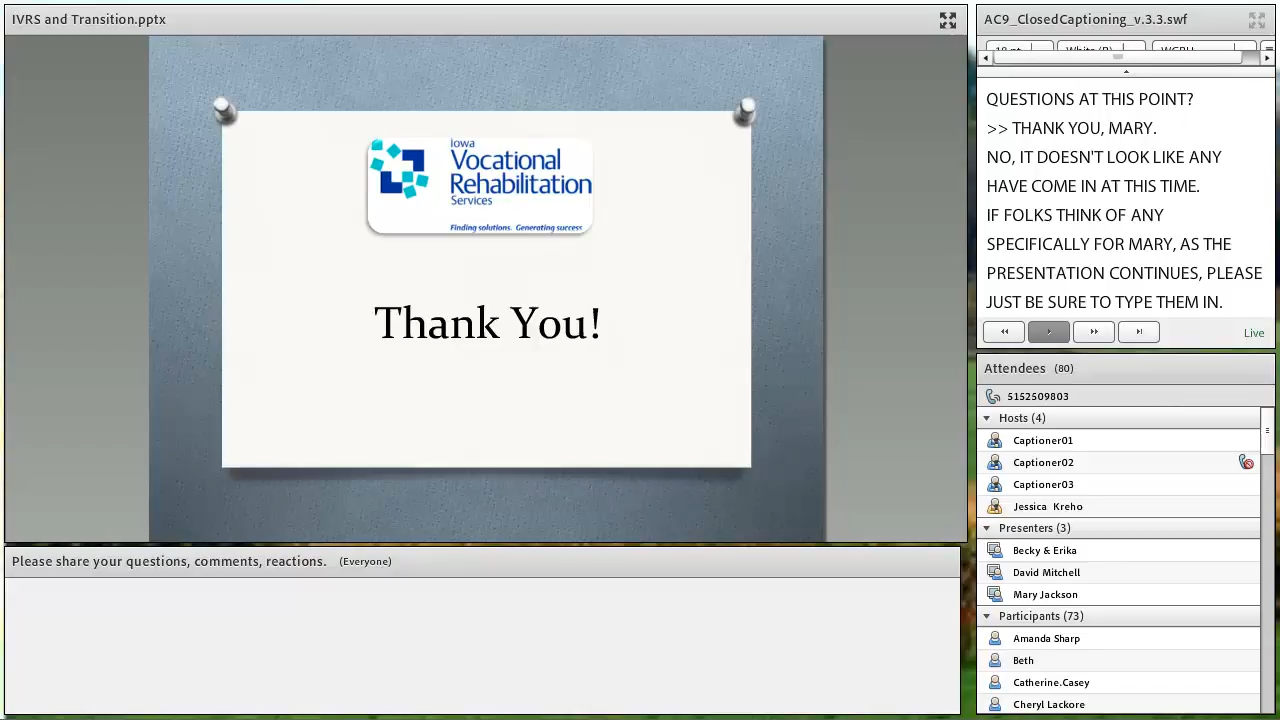 IVRS and Transition.pptx
Iowa
Vocational
Rehabilitation
Services
Finding solutions. Generating success
Thank You!
Please share your questions, comments, reactions. (Everyone)
AC9_ClosedCaptioning_v.3.3.swf
QUESTIONS AT THIS POINT?
>> THANK YOU, MARY.
NO, IT DOESN'T LOOK LIKE ANY
HAVE COME IN AT THIS TIME.
IF FOLKS THINK OF ANY
SPECIFICALLY FOR MARY, AS THE
PRESENTATION CONTINUES, PLEASE
JUST BE SURE TO TYPE THEM IN.
Live
Attendees (80)
5152509803
Hosts (4)
Captioner01
Captioner02
Captioner03
Jessica Kreho
Presenters (3)
Becky & Erika
David Mitchell
Mary Jackson
Participants (73)
Amanda Sharp
Beth
Catherine.Casey
Cheryl Lackore